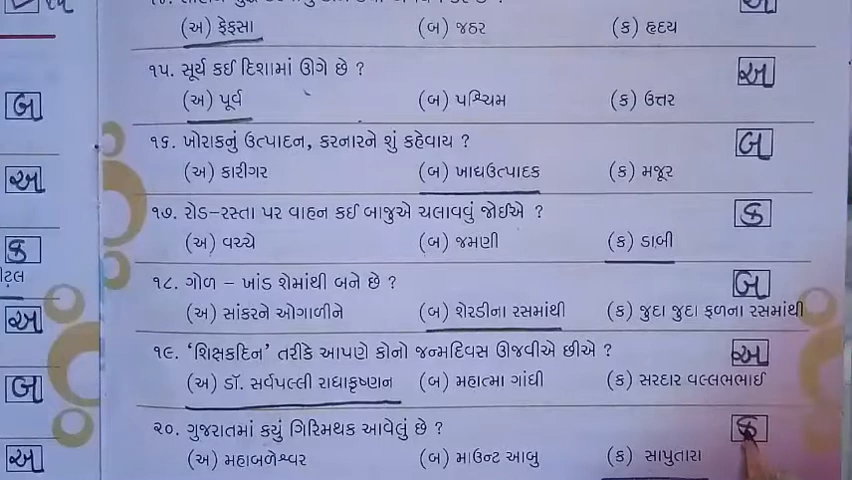 (અ) ફેફસા (બ) જઠર (ક) હૃદય
૧૫. સૂર્ય કઈ દિશામાં ઊગે છે ? અ
(અ) પૂર્વ (બ) પશ્ચિમ (ક) ઉત્તર
૧૬. ખોરાકનું ઉત્પાદન, કરનારને શું કહેવાય ? બ
(અ) કારીગર (બ) ખાદ્યઉત્પાદક (ક) મજૂર
૧૭. રોડ-રસ્તા પર વાહન કઈ બાજુએ ચલાવવું જોઈએ ? ક
(અ) વચ્ચે (બ) જમણી (ક) ડાબી
૧૮. ગોળ - ખાંડ શેમાંથી બને છે ? બ
(અ) સાંકરને ઓગાળીને (બ) શેરડીના રસમાંથી (ક) જુદા જુદા ફળના રસમાંથી
૧૯. 'શિક્ષકદિન' તરીકે આપણે કોનો જન્મદિવસ ઊજવીએ છીએ ? અ
(અ) ડૉ. સર્વપલ્લી રાધાકૃષ્ણન (બ) મહાત્મા ગાંધી (ક) સરદાર વલ્લભભાઈ
૨૦. ગુજરાતમાં કયું ગિરિમથક આવેલું છે ? ક
(અ) મહાબળેશ્વર (બ) માઉન્ટ આબુ (ક) સાપુતારા
બ
અ
ક
અ
બ
અ